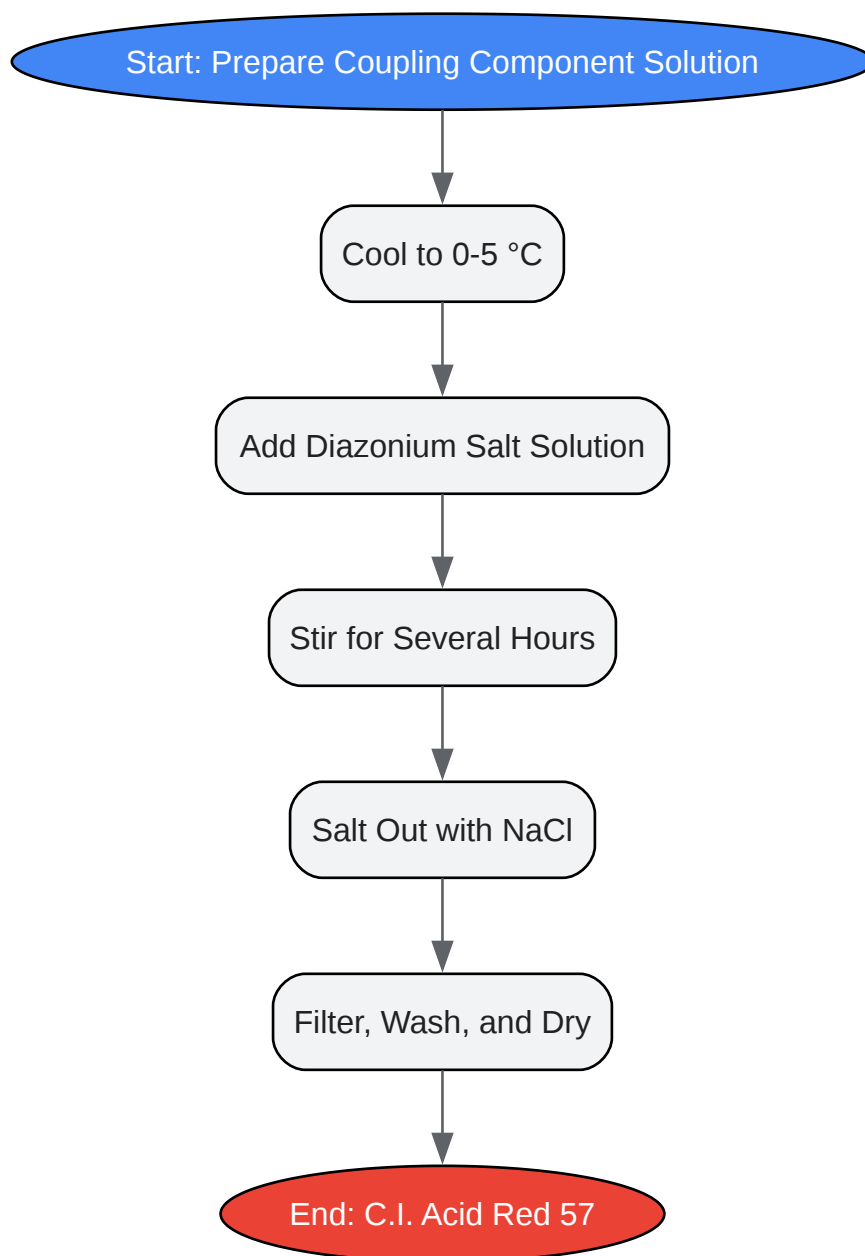 Start: Prepare Coupling Component Solution
Cool to 0-5 °C
Add Diazonium Salt Solution
Stir for Several Hours
Salt Out with NaCl
Filter, Wash, and Dry
End: C.I. Acid Red 57